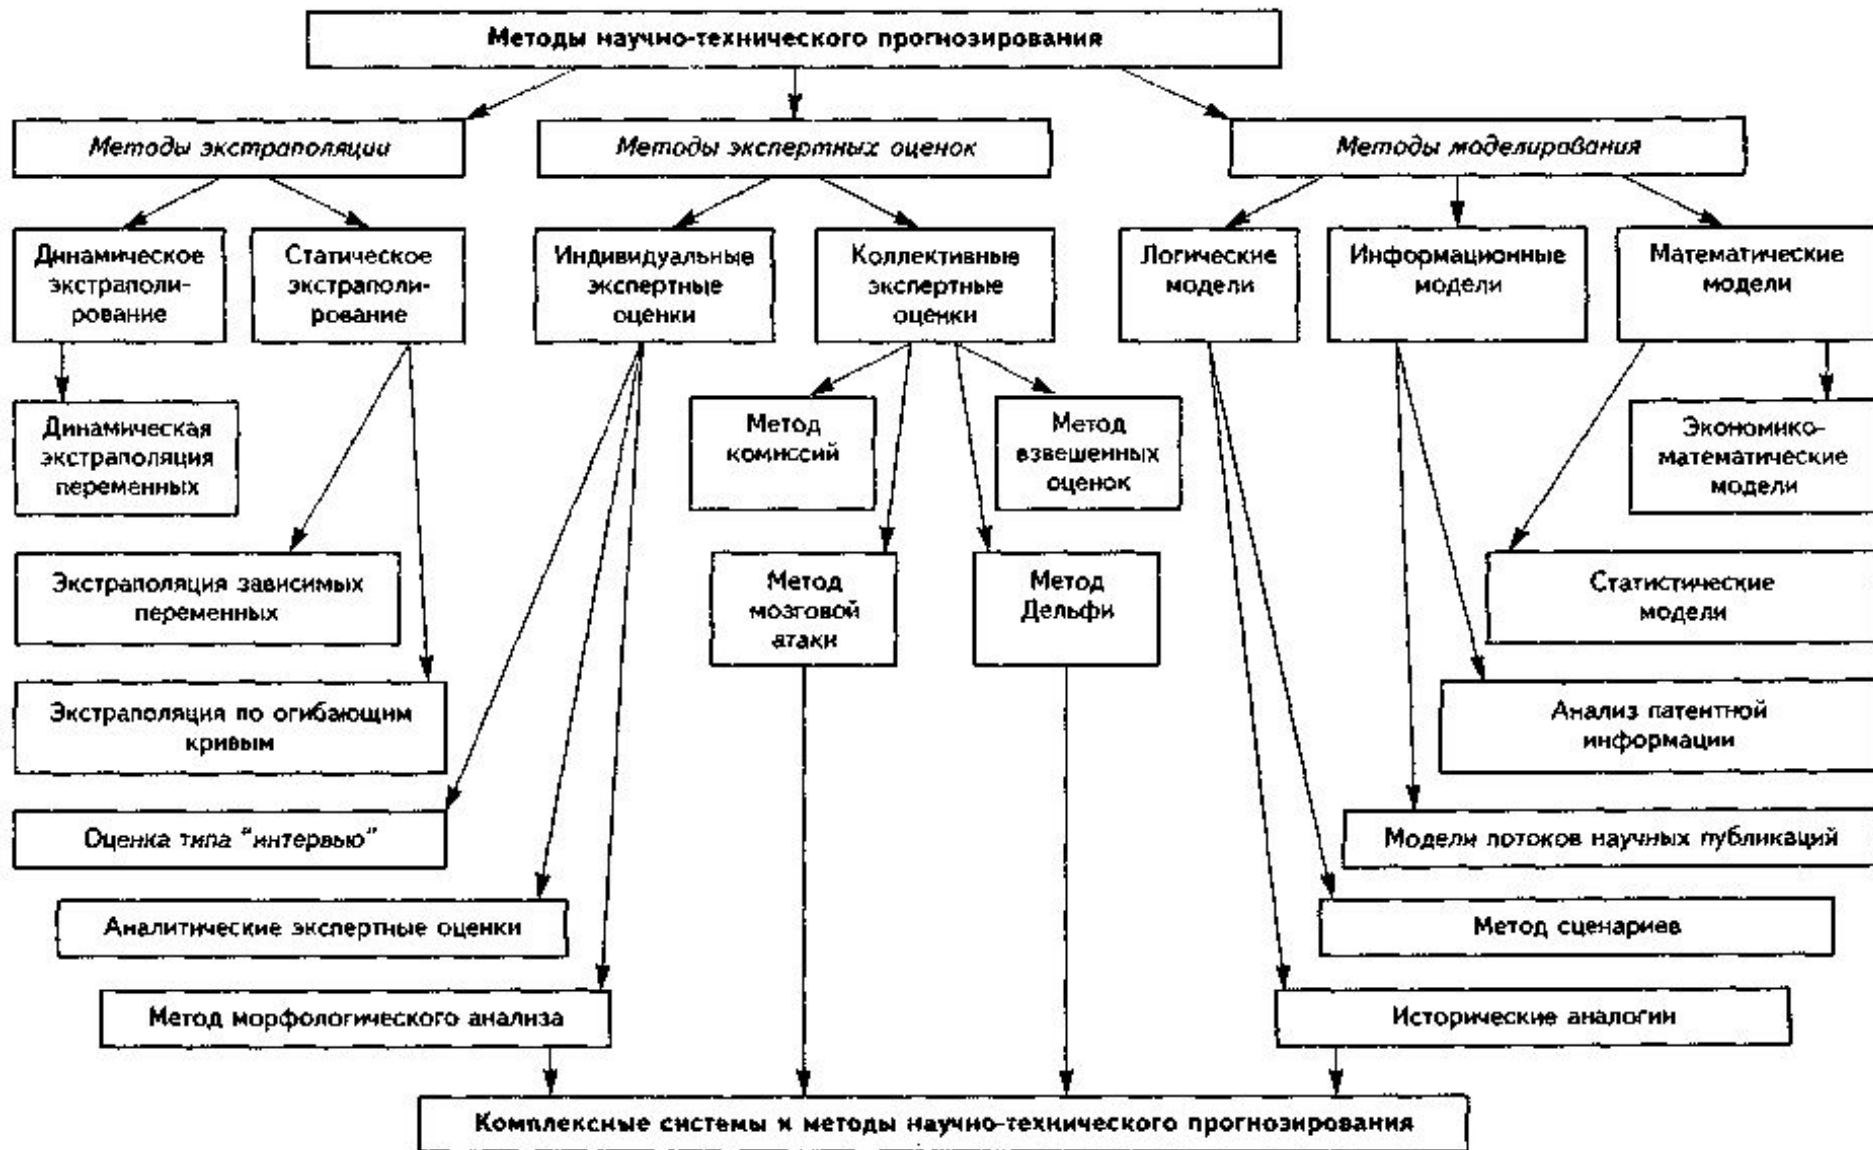 Методы научно-технического прогнозирования
Методы экстраполяции
Методы экспертных оценок
Методы моделирования
Динамическое
экстраполи-
рование
Статическое
экстраполи-
рование
Индивидуальные
экспертные
оценки
Коллективные
экспертные
оценки
Логические
модели
Информационные
модели
Математические
модели
Динамическая
экстраполяция
переменных
Метод
комиссий
Метод
взвешенных
оценок
Экономико-
математические
модели
Экстраполяция зависимых
переменных
Метод
мозговой
атаки
Метод
Дельфи
Статистические
модели
Экстраполяция по огибающим
кривым
Анализ патентной
информации
Оценка типа "интервью"
Модели потоков научных публикаций
Аналитические экспертные оценки
Метод сценариев
Метод морфологического анализа
Исторические аналогии
Комплексные системы и методы научно-технического прогнозирования